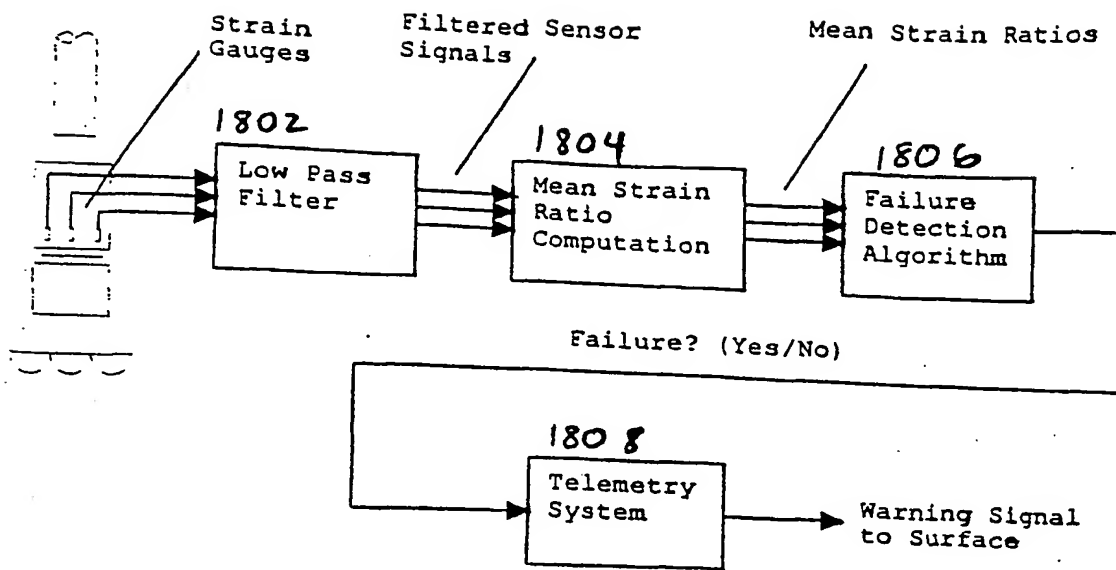 Strain
Gauges
Filtered Sensor
Signals
Mean Strain Ratios
1802
Low Pass
Filter
1804
Mean Strain
Ratio
Computation
1806
Failure
Detection
Algorithm
Failure? (Yes/No)
1808
Telemetry
System
Warning Signal
to Surface